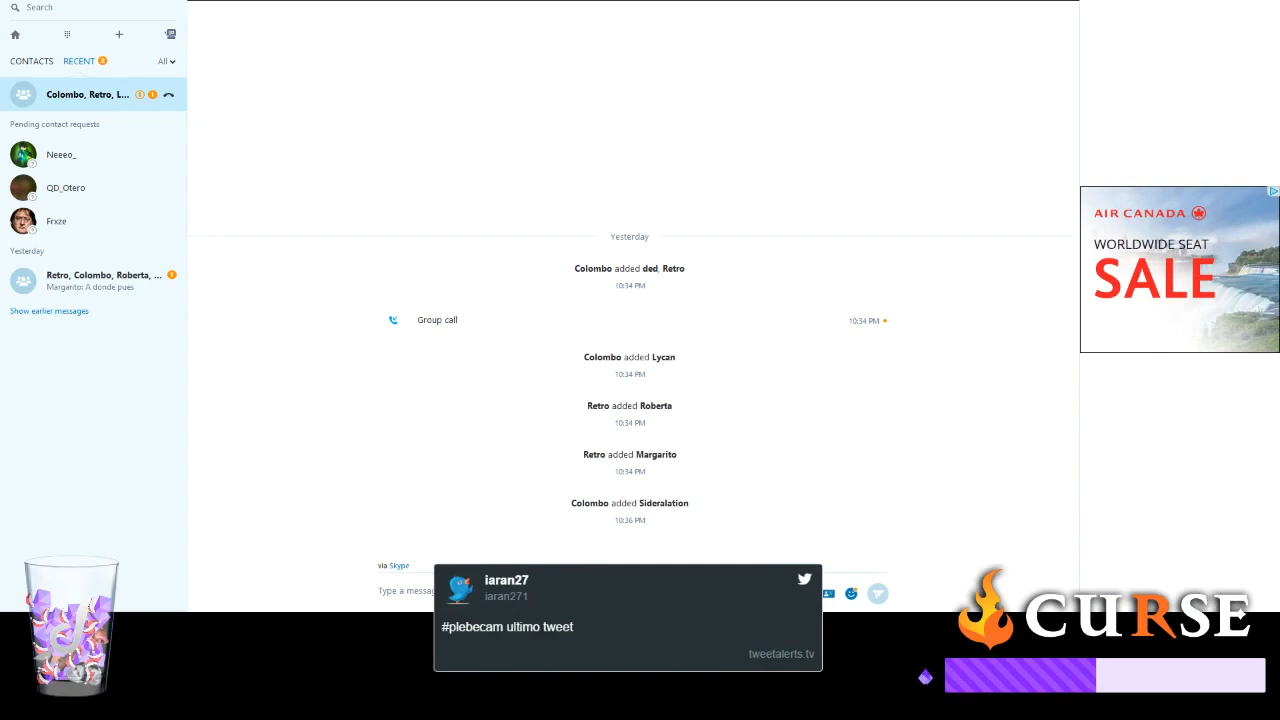 Search
CONTACTS RECENT 2 All
Colombo, Retro, L... 1
Pending contact requests
Neeeo_
QD_Otero
Frxze
Yesterday
Retro, Colombo, Roberta, ... 1
Margarito: A donde pues
Show earlier messages
Yesterday
Colombo added ded, Retro
10:34 PM
Group call 10:34 PM
Colombo added Lycan
10:34 PM
Retro added Roberta
10:34 PM
Retro added Margarito
10:34 PM
Colombo added Sideralation
10:36 PM
via Skype
Type a messa
iaran27
iaran271
#plebecam ultimo tweet
tweetalerts.tv
AIR CANADA
WORLDWIDE SEAT
SALE
CURSE